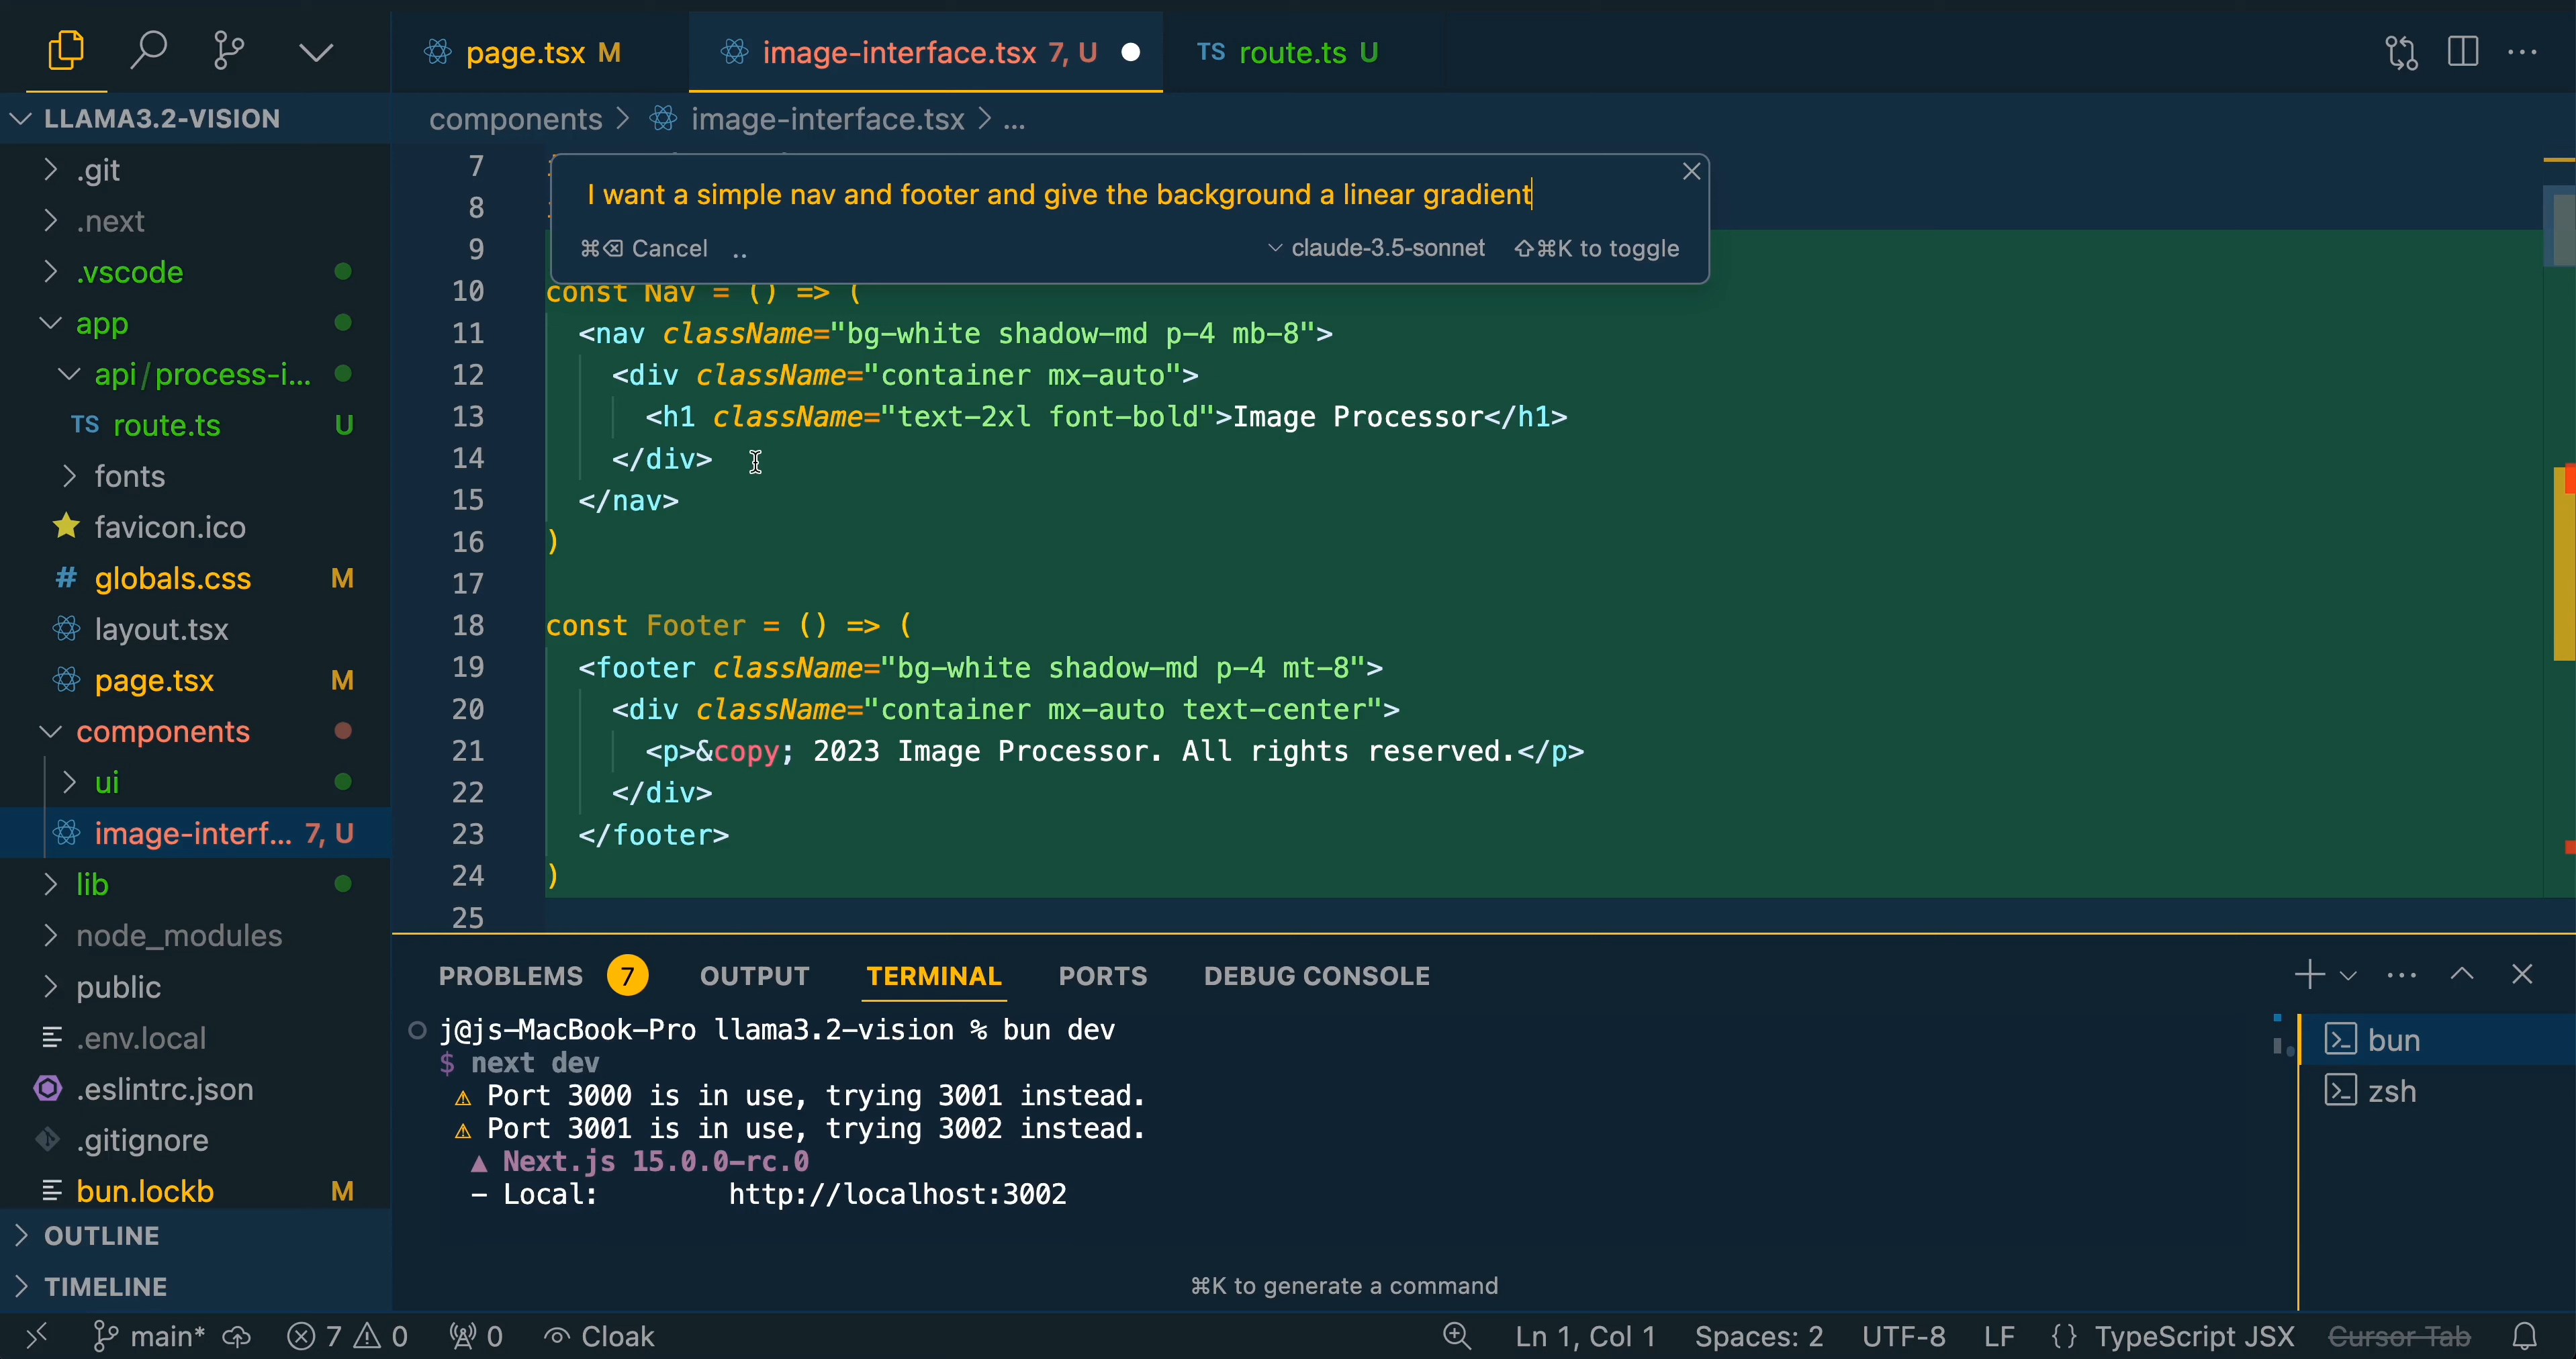 page.tsx M
image-interface.tsx 7, U
TS route.ts U
LLAMA3.2-VISION
components > image-interface.tsx > ...
.git
.next
.vscode
app
api/process-i...
TS route.ts U
fonts
favicon.ico
# globals.css M
layout.tsx
page.tsx M
components
ui
image-interf... 7, U
lib
node_modules
public
.env.local
.eslintrc.json
.gitignore
bun.lockb M
OUTLINE
TIMELINE
I want a simple nav and footer and give the background a linear gradient
⌘⌫ Cancel ..
claude-3.5-sonnet ⇧⌘K to toggle
7
8
9
10 const Nav = () => (
11 <nav className="bg-white shadow-md p-4 mb-8">
12 <div className="container mx-auto">
13 <h1 className="text-2xl font-bold">Image Processor</h1>
14 </div>
15 </nav>
16 )
17
18 const Footer = () => (
19 <footer className="bg-white shadow-md p-4 mt-8">
20 <div className="container mx-auto text-center">
21 <p>&copy; 2023 Image Processor. All rights reserved.</p>
22 </div>
23 </footer>
24 )
25
PROBLEMS 7 OUTPUT TERMINAL PORTS DEBUG CONSOLE
j@js-MacBook-Pro llama3.2-vision % bun dev
$ next dev
⚠ Port 3000 is in use, trying 3001 instead.
⚠ Port 3001 is in use, trying 3002 instead.
▲ Next.js 15.0.0-rc.0
- Local: http://localhost:3002
bun
zsh
⌘K to generate a command
main* 7 0 0 Cloak Ln 1, Col 1 Spaces: 2 UTF-8 LF {} TypeScript JSX Cursor Tab